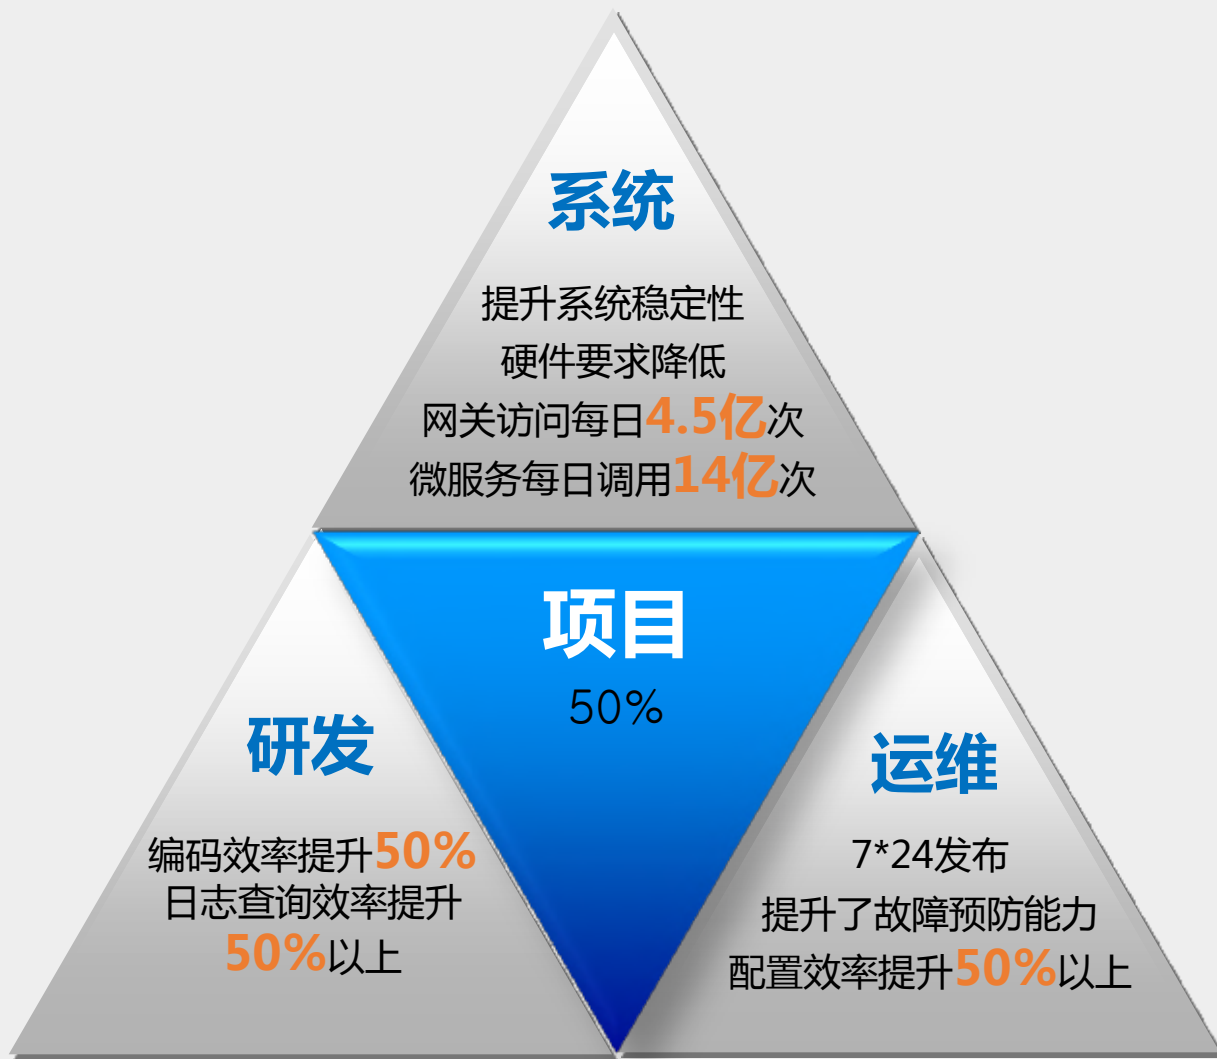 系统
提升系统稳定性
硬件要求降低
网关访问每日4.5亿次
微服务每日调用14亿次
项目
50%
研发
编码效率提升50%
日志查询效率提升
50%以上
运维
7*24发布
提升了故障预防能力
配置效率提升50%以上